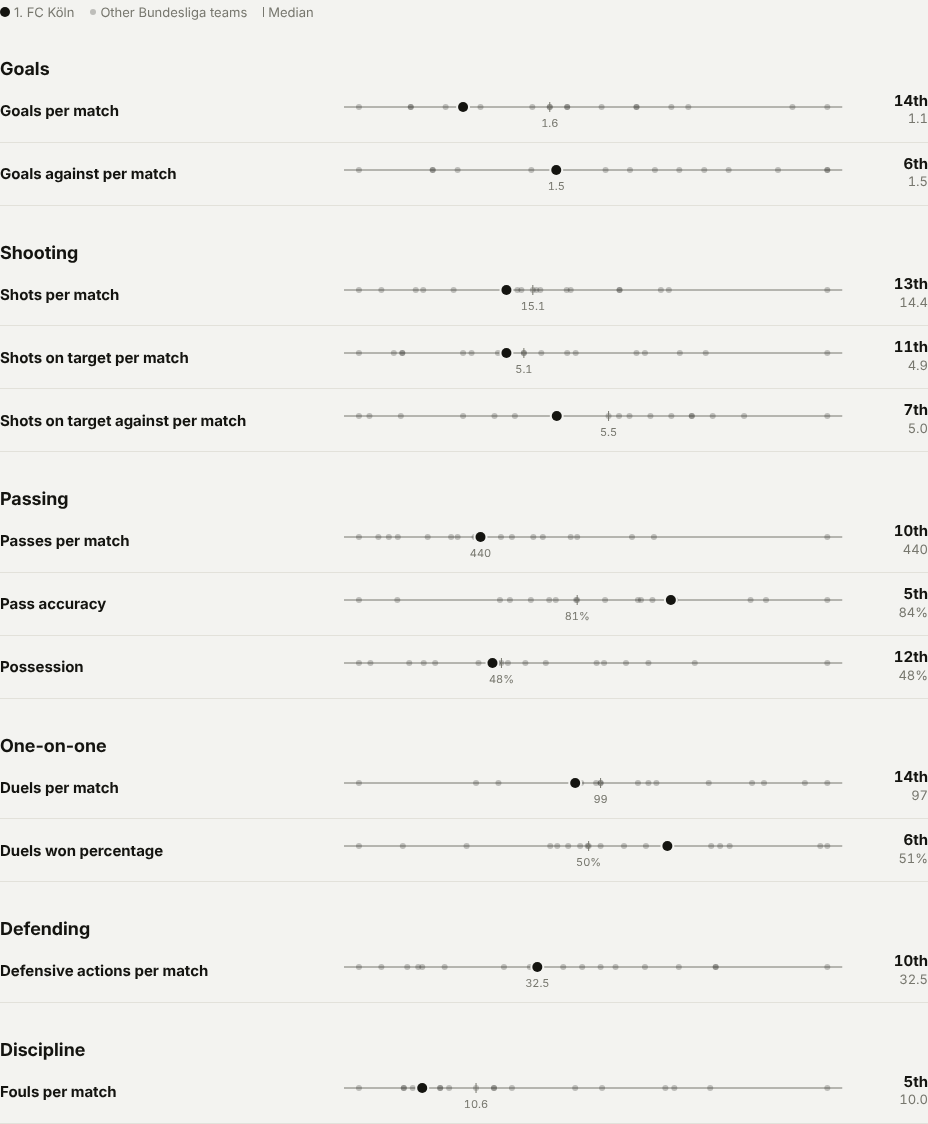 1. FC Köln Other Bundesliga teams Median
Goals
Goals per match 14th
1.6 1.1
Goals against per match 6th
1.5 1.5
Shooting
Shots per match 13th
15.1 14.4
Shots on target per match 11th
5.1 4.9
Shots on target against per match 7th
5.5 5.0
Passing
Passes per match 10th
440 440
Pass accuracy 5th
81% 84%
Possession 12th
48% 48%
One-on-one
Duels per match 14th
99 97
Duels won percentage 6th
50% 51%
Defending
Defensive actions per match 10th
32.5 32.5
Discipline
Fouls per match 5th
10.6 10.0